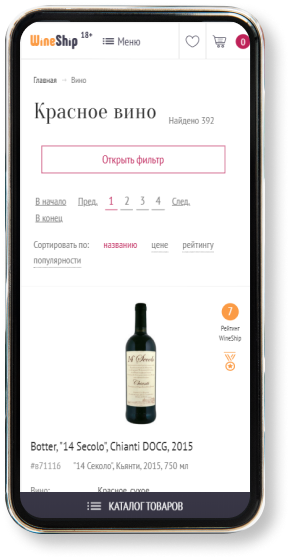 WineShip 18+ Меню 0
Главная → Вино
Красное вино Найдено 392
Открыть фильтр
В начало Пред. 1 2 3 4 След.
В конец
Сортировать по: названию цене рейтингу
популярности
7
Рейтинг
WineShip
14° Secolo
Chianti
Botter, "14 Secolo", Chianti DOCG, 2015
#в71116 "14 Секоло", Кьянти, 2015, 750 мл
Вино: Красное, сухое
КАТАЛОГ ТОВАРОВ